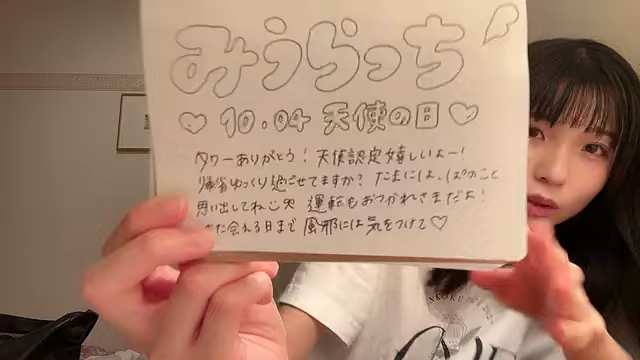 みうらっち
♡ 10.04 天使の日 ♡
タワーありがとう！天使認定嬉しいよー！
帰省ゆっくり過ごせてますか？たまには、ぱのこと
思い出してね 運転もおつかれさまだよ！
また会える日まで 風邪には気をつけて♡